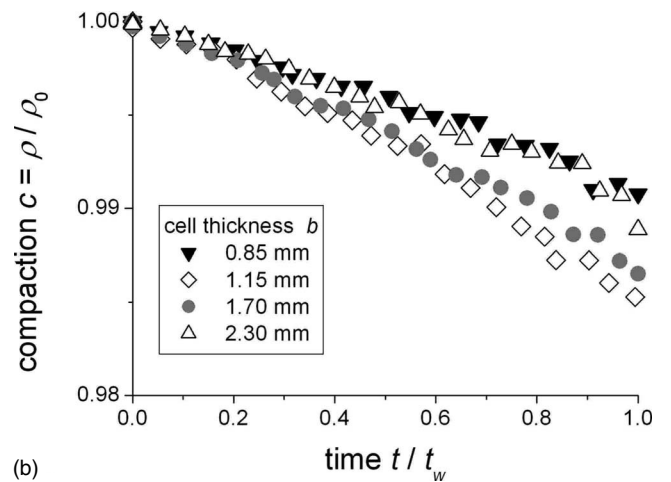 1.00
0.99
0.98
compaction c = ρ / ρ0
cell thickness b
0.85 mm
1.15 mm
1.70 mm
2.30 mm
0.0 0.2 0.4 0.6 0.8 1.0
time t / tw
(b)